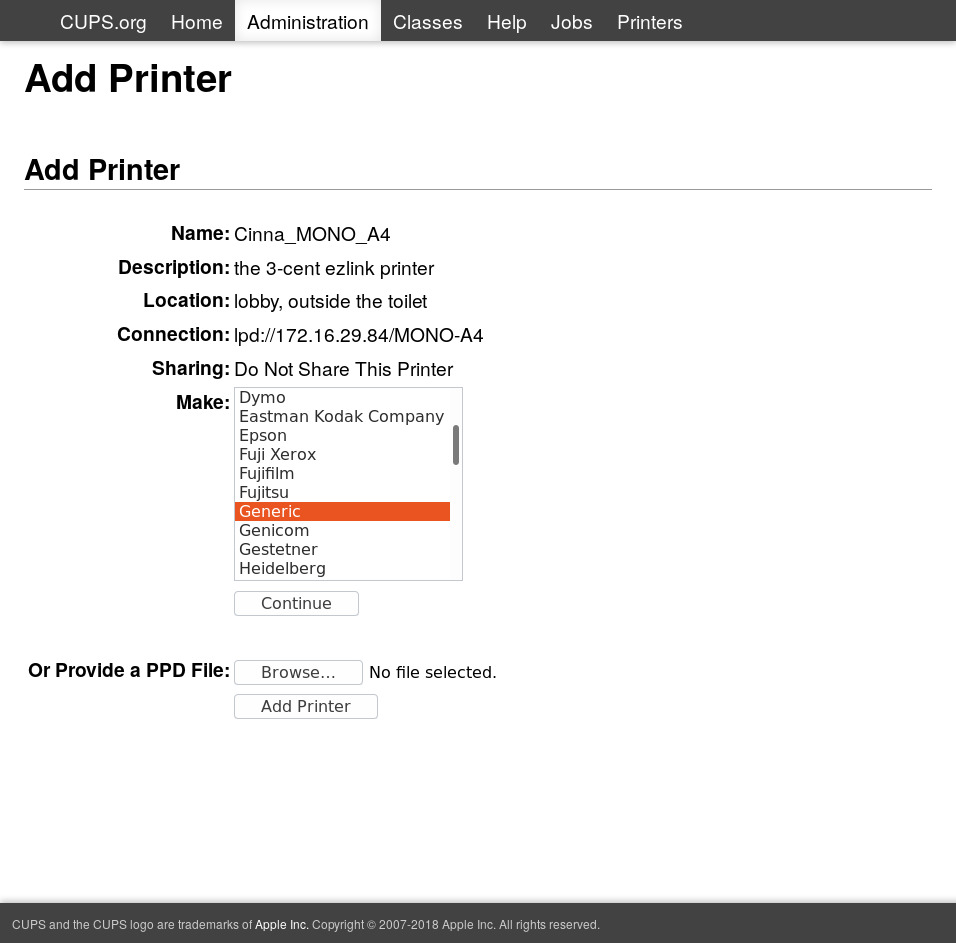 CUPS.org Home Administration Classes Help Jobs Printers
Add Printer
Add Printer
Name: Cinna_MONO_A4
Description: the 3-cent ezlink printer
Location: lobby, outside the toilet
Connection: lpd://172.16.29.84/MONO-A4
Sharing: Do Not Share This Printer
Make: Dymo
Eastman Kodak Company
Epson
Fuji Xerox
Fujifilm
Fujitsu
Generic
Genicom
Gestetner
Heidelberg
Continue
Or Provide a PPD File: Browse... No file selected.
Add Printer
CUPS and the CUPS logo are trademarks of Apple Inc. Copyright © 2007-2018 Apple Inc. All rights reserved.